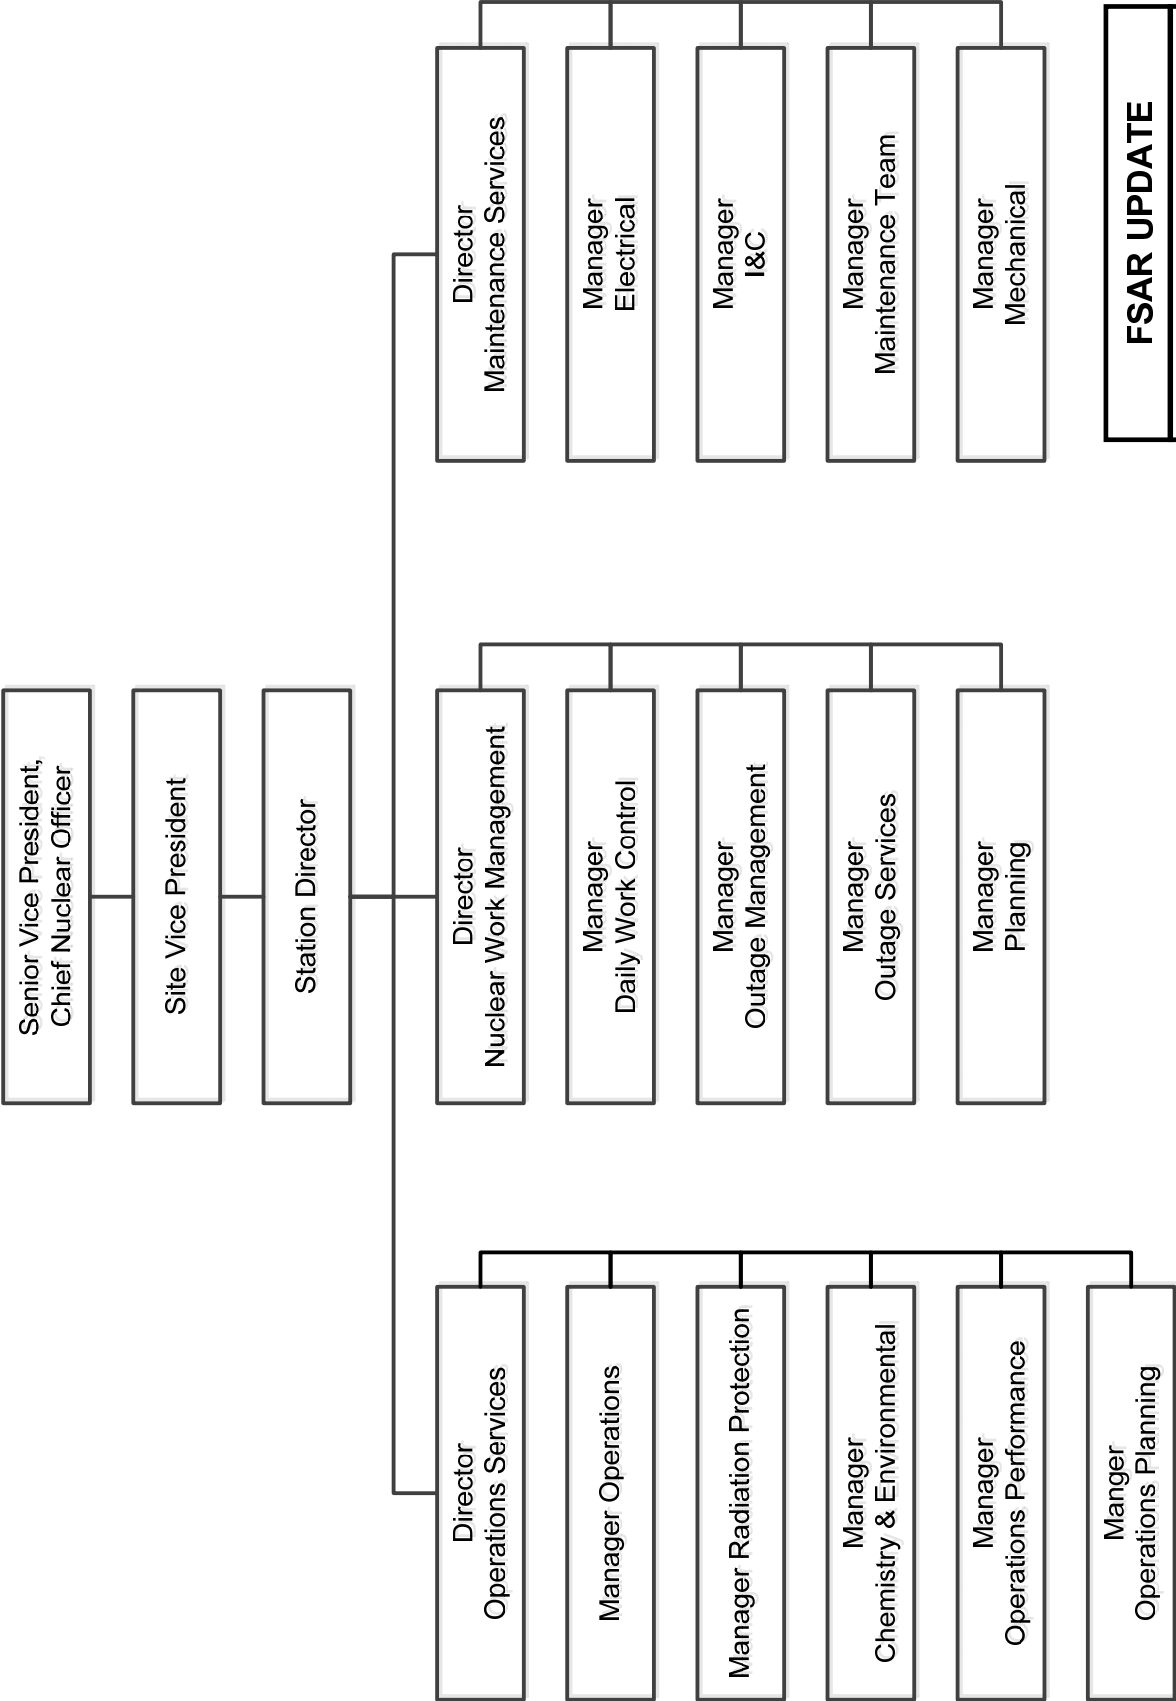 Senior Vice President,
Chief Nuclear Officer
Site Vice President
Station Director
Director
Operations Services
Manager Operations
Manager Radiation Protection
Manager
Chemistry & Environmental
Manager
Operations Performance
Manger
Operations Planning
Director
Nuclear Work Management
Manager
Daily Work Control
Manager
Outage Management
Manager
Outage Services
Manager
Planning
Director
Maintenance Services
Manager
Electrical
Manager
I&C
Manager
Maintenance Team
Manager
Mechanical
FSAR UPDATE